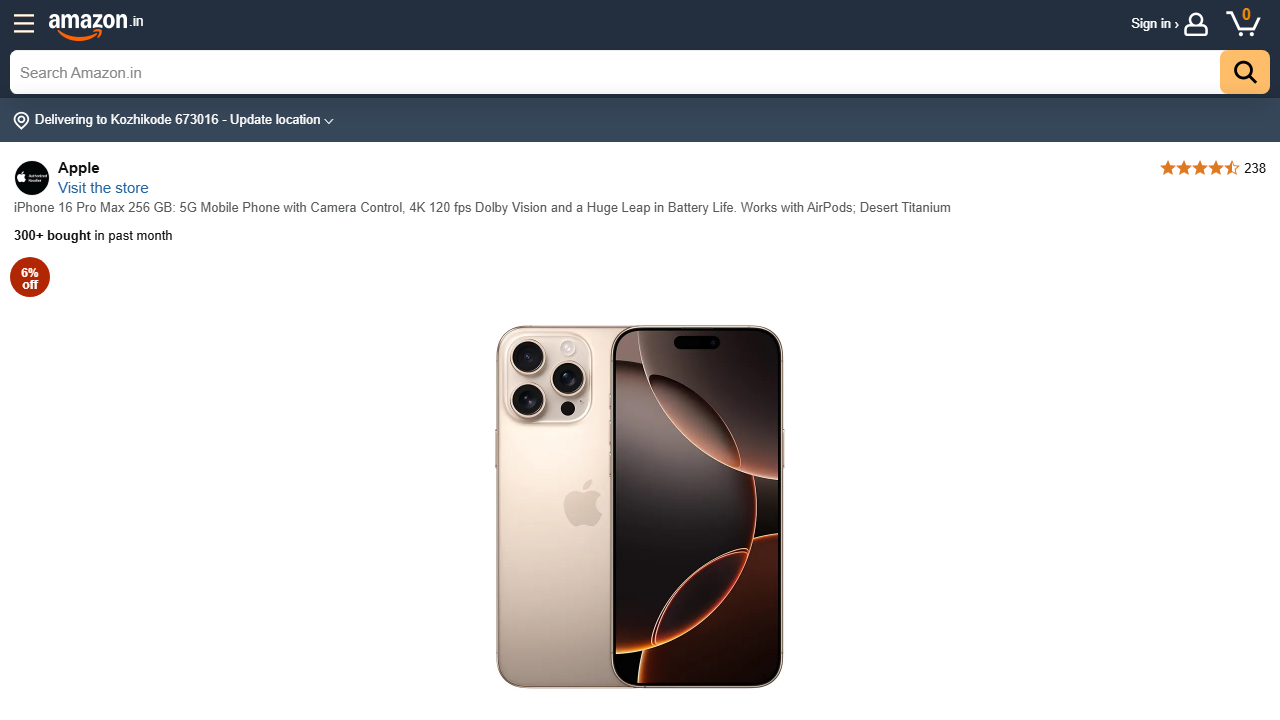 amazon.in
Sign in ›
0
Search Amazon.in
Delivering to Kozhikode 673016 - Update location
Apple
Visit the store
238
iPhone 16 Pro Max 256 GB: 5G Mobile Phone with Camera Control, 4K 120 fps Dolby Vision and a Huge Leap in Battery Life. Works with AirPods; Desert Titanium
300+ bought in past month
6%
off